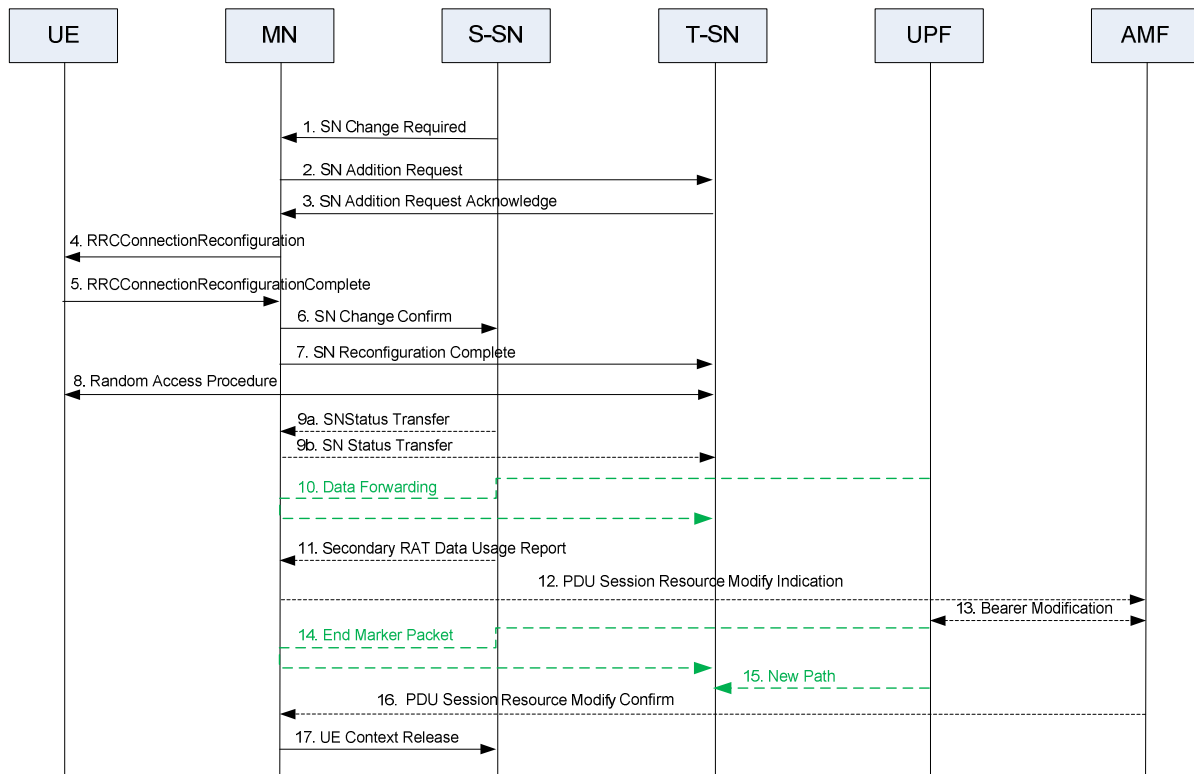 UE
MN
S-SN
T-SN
UPF
AMF
1. SN Change Required
2. SN Addition Request
3. SN Addition Request Acknowledge
4. RRCConnectionReconfiguration
5. RRCConnectionReconfigurationComplete
6. SN Change Confirm
7. SN Reconfiguration Complete
8. Random Access Procedure
9a. SNStatus Transfer
9b. SN Status Transfer
10. Data Forwarding
11. Secondary RAT Data Usage Report
12. PDU Session Resource Modify Indication
13. Bearer Modification
14. End Marker Packet
15. New Path
16. PDU Session Resource Modify Confirm
17. UE Context Release